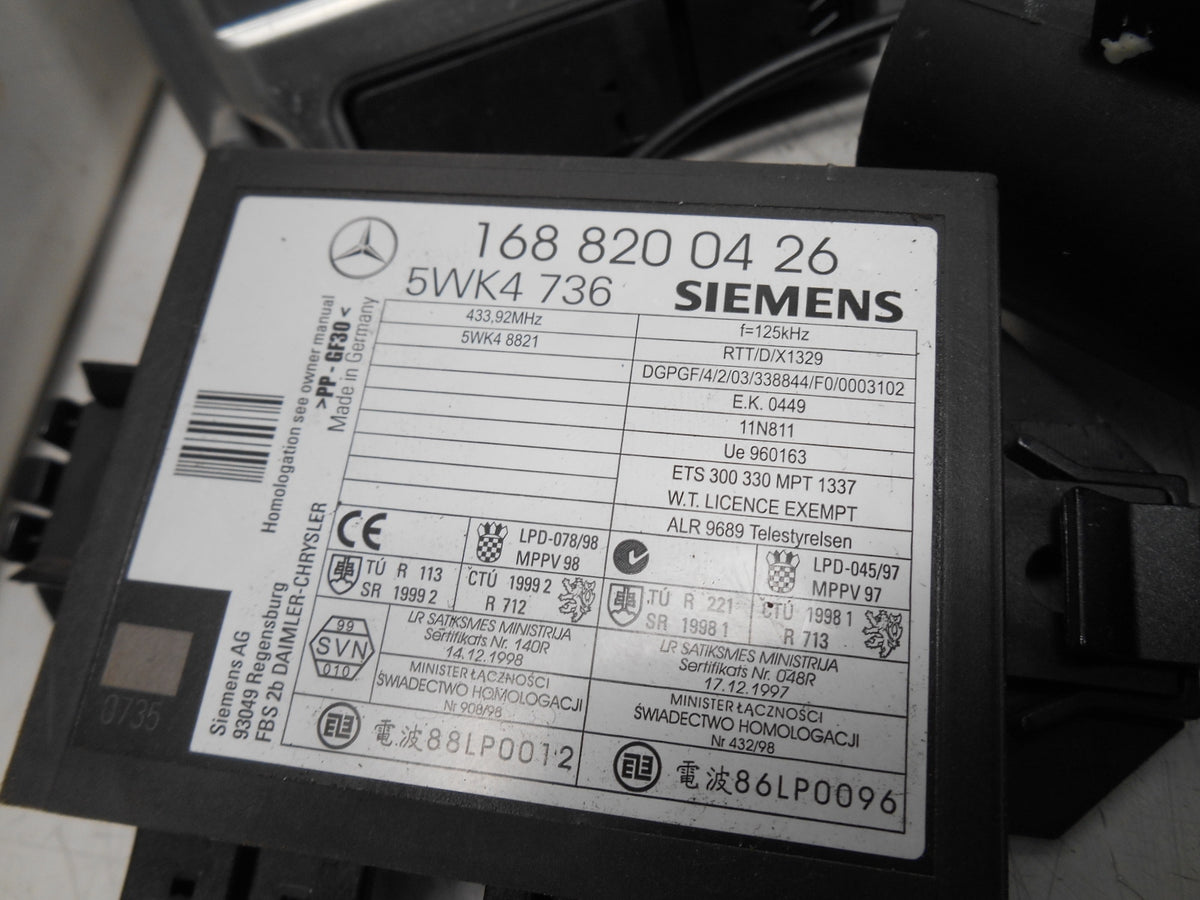 168 820 04 26
5WK4 736
SIEMENS
433,92MHz
5WK4 8821
f=125kHz
RTT/D/X1329
DGPGF/4/2/03/338844/F0/0003102
E.K. 0449
11N811
Ue 960163
ETS 300 330 MPT 1337
W.T. LICENCE EXEMPT
ALR 9689 Telestyrelsen
CE
LPD-078/98
MPPV 98
LPD-045/97
MPPV 97
TÚ R 113
SR 1999 2
ČTÚ 1999 2
R 712
TÚ R 221
SR 1998 1
ČTÚ 1998 1
R 713
99
SVN
010
LR SATIKSMES MINISTRIJA
Sertifikats Nr. 140R
14.12.1998
LR SATIKSMES MINISTRIJA
Sertifikats Nr. 048R
17.12.1997
MINISTER ŁĄCZNOŚCI
ŚWIADECTWO HOMOLOGACJI
Nr 908/98
MINISTER ŁĄCZNOŚCI
ŚWIADECTWO HOMOLOGACJI
Nr 432/98
電波88LP0012
電波86LP0096
Homologation see owner manual
>PP-GF30<
Made in Germany
Siemens AG
93049 Regensburg
FBS 2b DAIMLER-CHRYSLER
0735